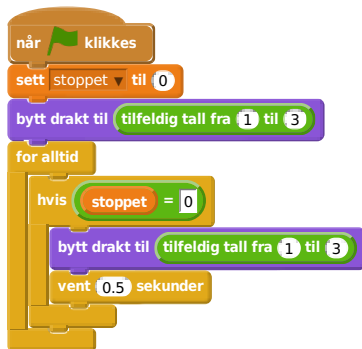 når klikkes
sett stoppet ▼ til 0
bytt drakt til tilfeldig tall fra 1 til 3
for alltid
hvis stoppet = 0
bytt drakt til tilfeldig tall fra 1 til 3
vent 0.5 sekunder